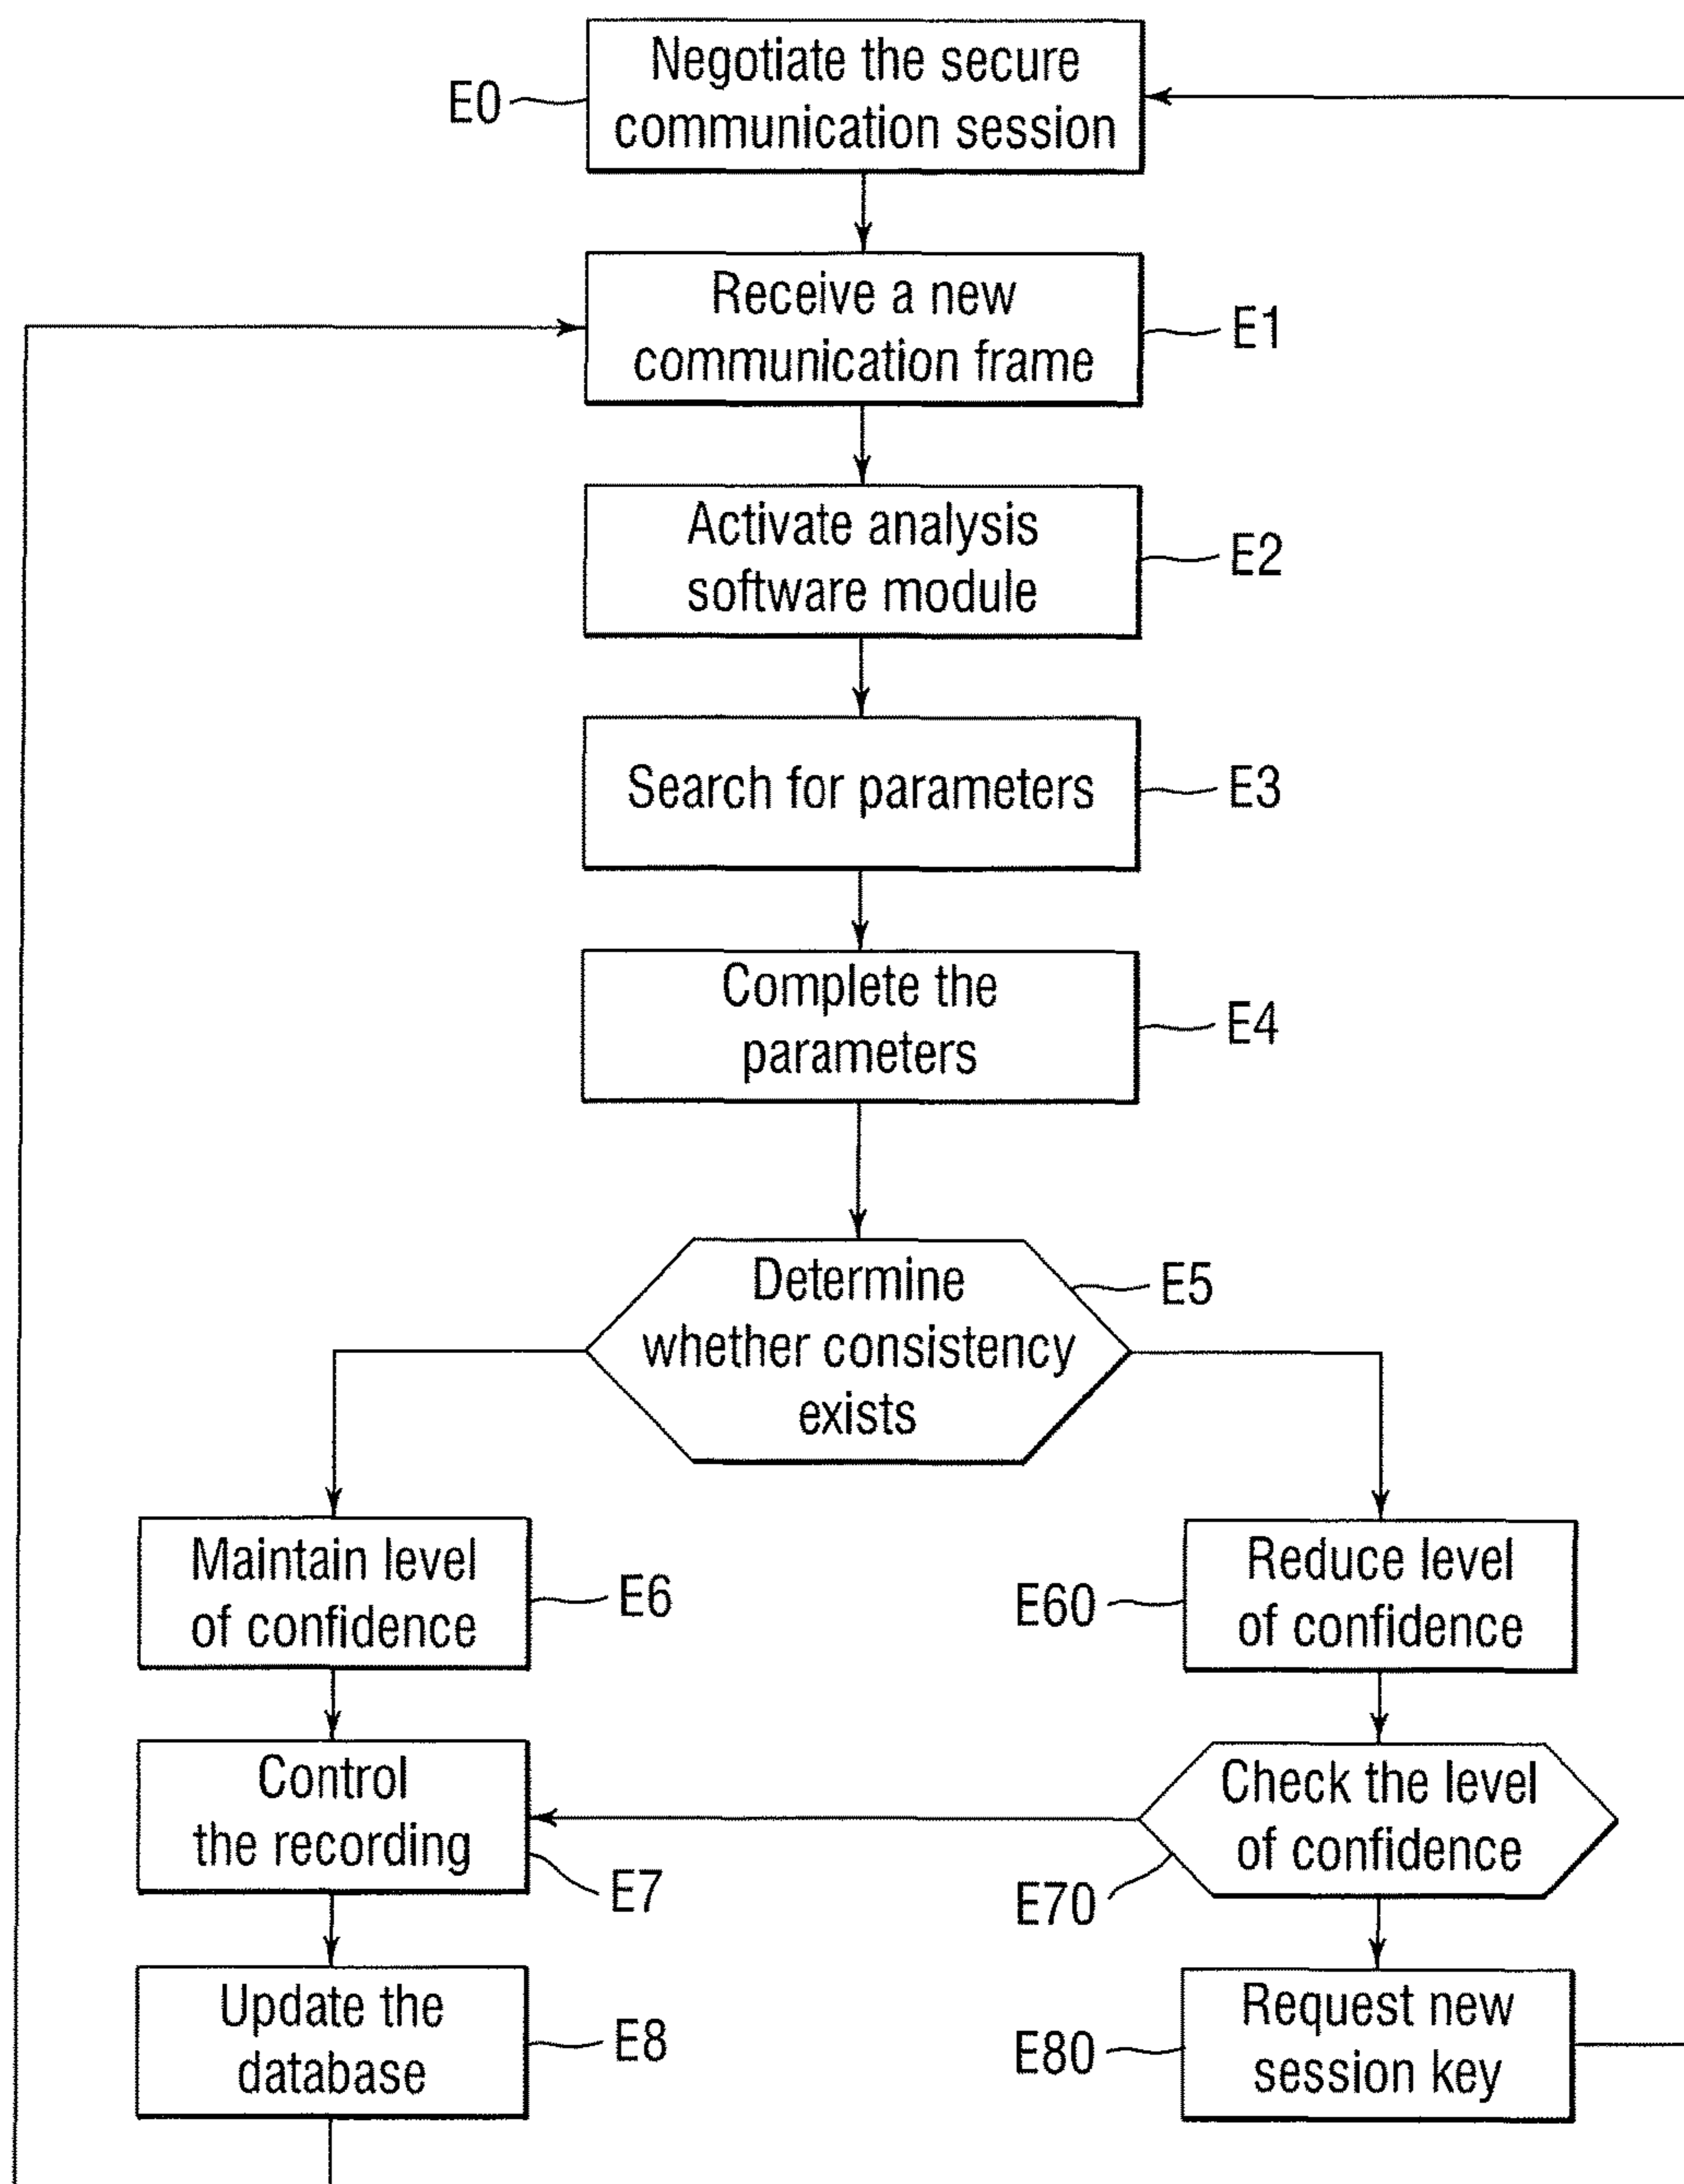 Negotiate the secure
communication session
E0
Receive a new
communication frame
E1
Activate analysis
software module
E2
Search for parameters
E3
Complete the
parameters
E4
Determine
whether consistency
exists
E5
Maintain level
of confidence
E6
E60
Reduce level
of confidence
Control
the recording
E7
Check the level
of confidence
E70
Update the
database
E8
E80
Request new
session key